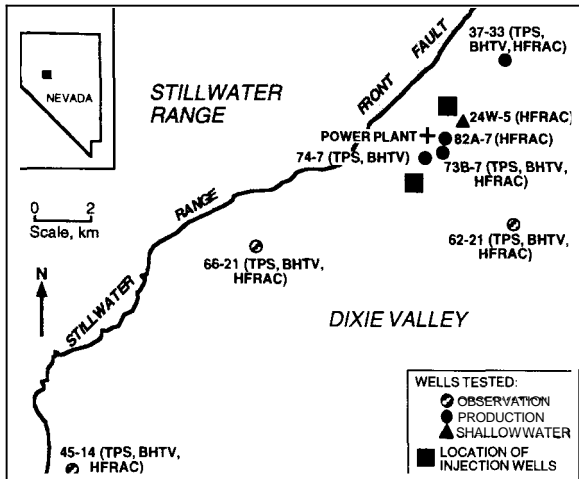 37-33 (TPS,
BHTV, HFRAC)
FRONT FAULT
NEVADA
STILLWATER
RANGE
24W-5 (HFRAC)
POWER PLANT
82A-7 (HFRAC)
74-7 (TPS, BHTV)
73B-7 (TPS, BHTV,
HFRAC)
0 2
Scale, km
RANGE
62-21 (TPS, BHTV,
HFRAC)
66-21 (TPS, BHTV,
HFRAC)
N
STILLWATER
DIXIE VALLEY
WELLS TESTED:
OBSERVATION
PRODUCTION
SHALLOW WATER
LOCATION OF
INJECTION WELLS
45-14 (TPS, BHTV,
HFRAC)